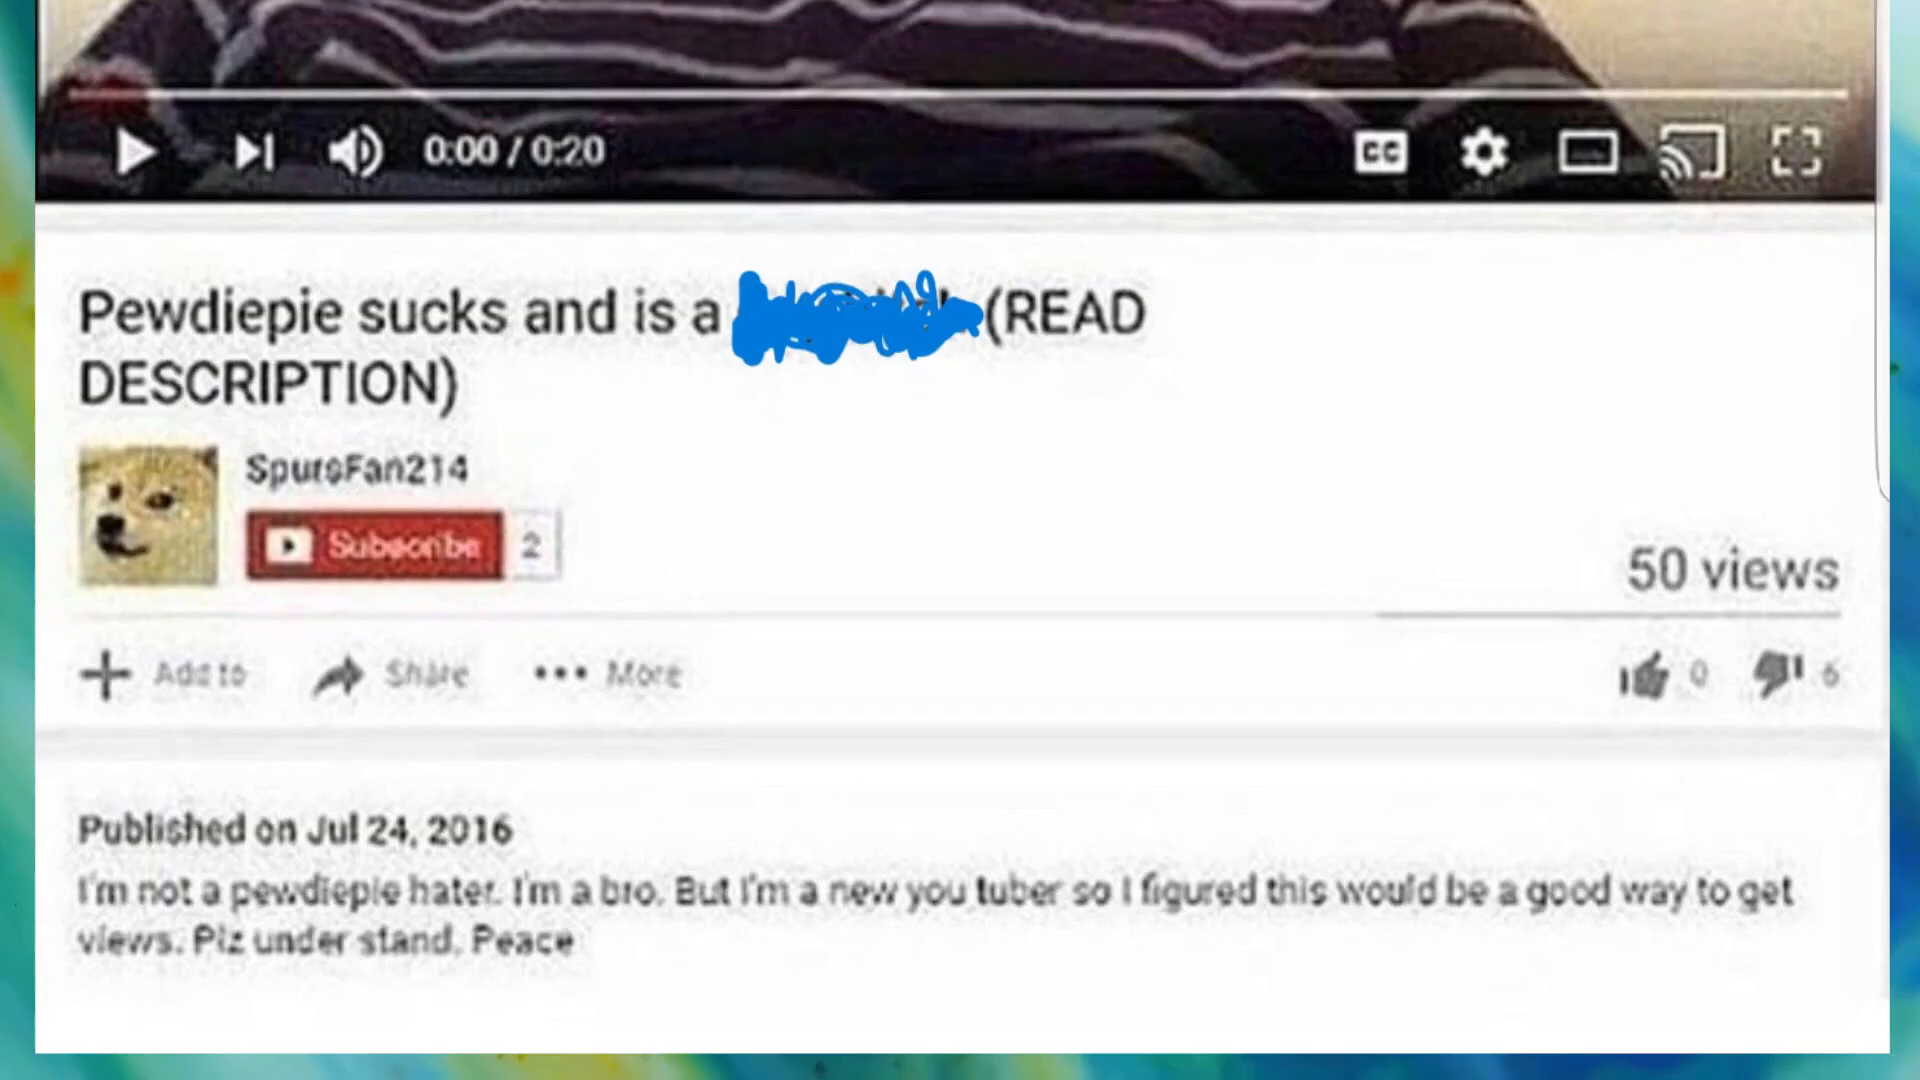 0:00 / 0:20
CC
Pewdiepie sucks and is a (READ
DESCRIPTION)
SpursFan214
Subscribe 2
50 views
Add to Share More 0 6
Published on Jul 24, 2016
I'm not a pewdiepie hater. I'm a bro. But I'm a new you tuber so I figured this would be a good way to get
views. Plz under stand. Peace